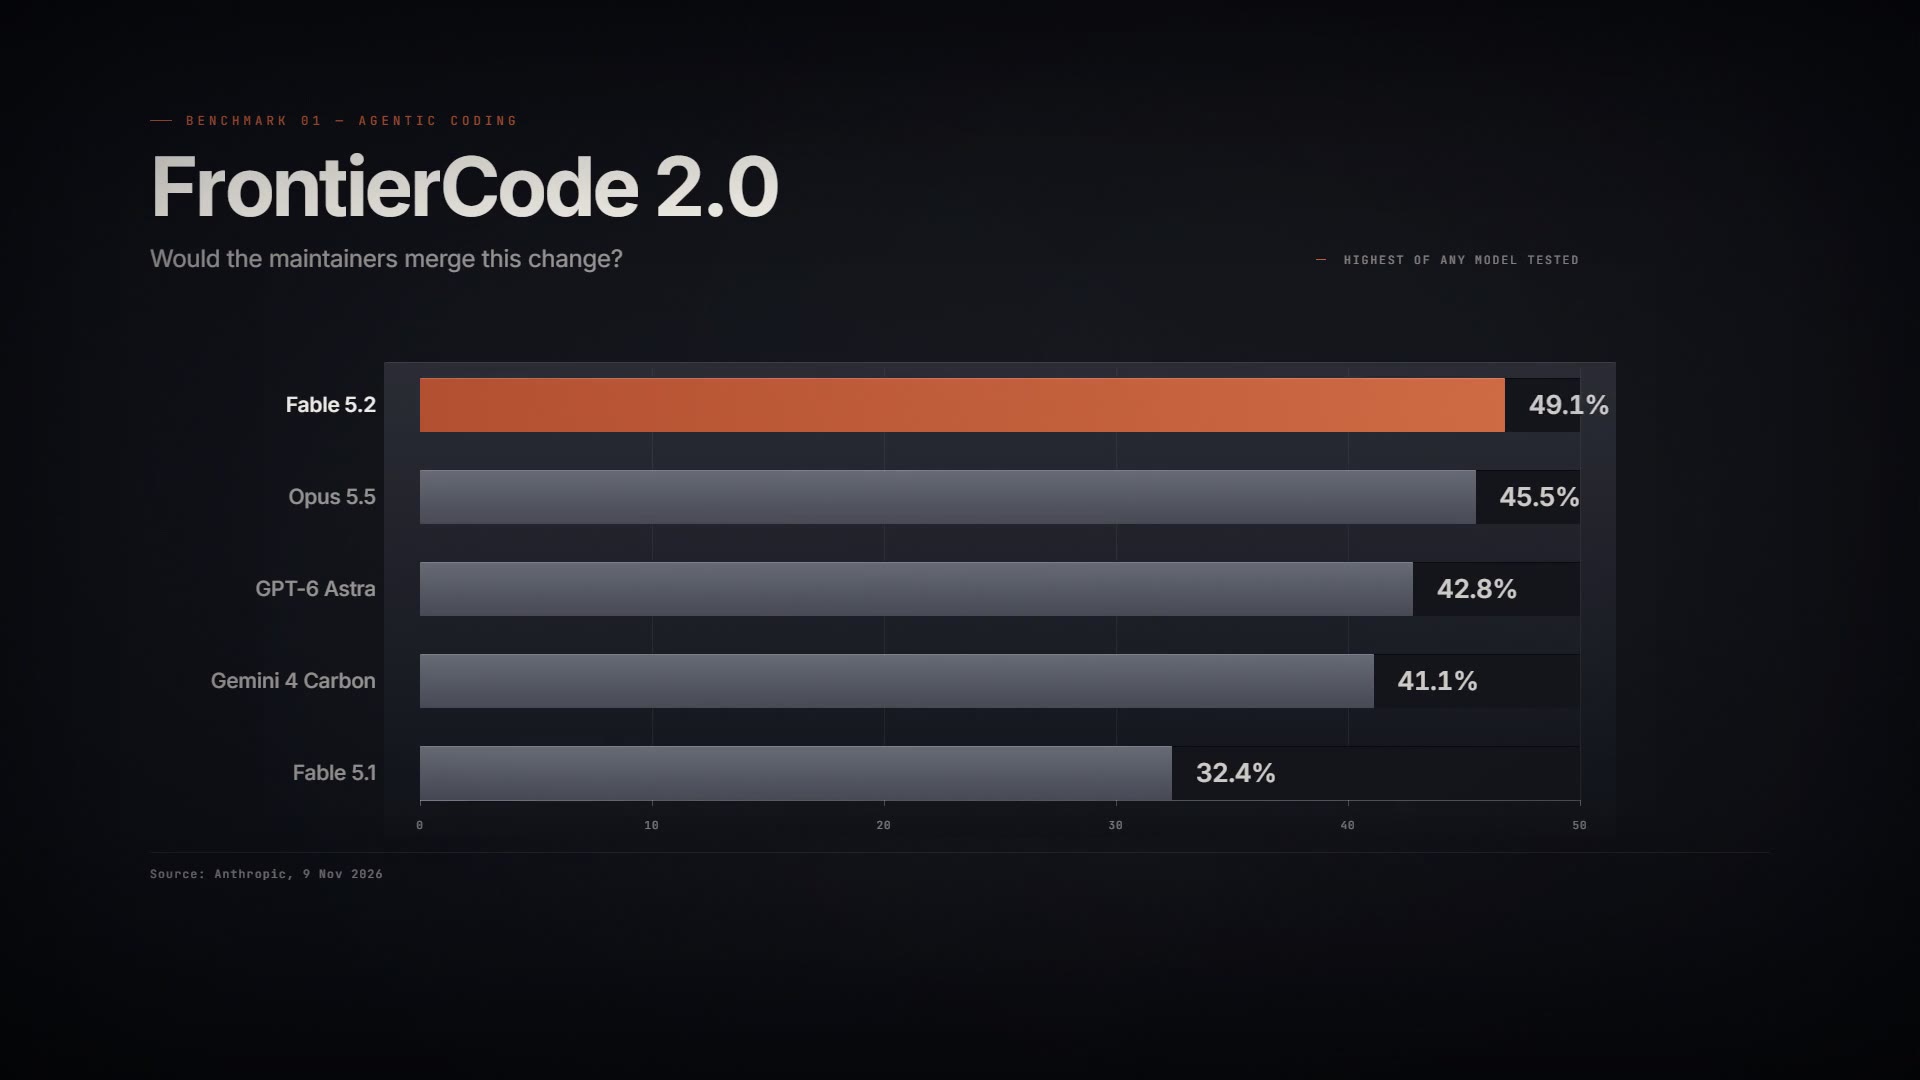 BENCHMARK 01 — AGENTIC CODING
FrontierCode 2.0
Would the maintainers merge this change?
— HIGHEST OF ANY MODEL TESTED
Fable 5.2 49.1%
Opus 5.5 45.5%
GPT-6 Astra 42.8%
Gemini 4 Carbon 41.1%
Fable 5.1 32.4%
0 10 20 30 40 50
Source: Anthropic, 9 Nov 2026